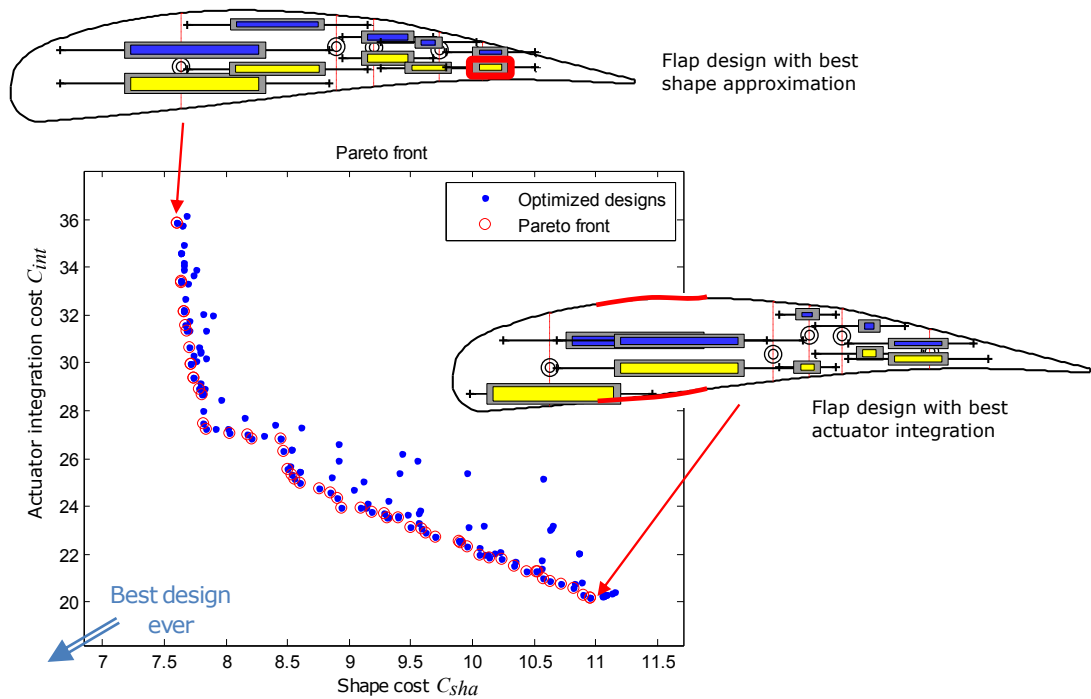 Flap design with best
shape approximation
Pareto front
Optimized designs
Pareto front
Actuator integration cost C_int
36
34
32
30
28
26
24
22
20
Flap design with best
actuator integration
Best design
ever
7
7.5
8
8.5
9
9.5
10
10.5
11
11.5
Shape cost C_sha